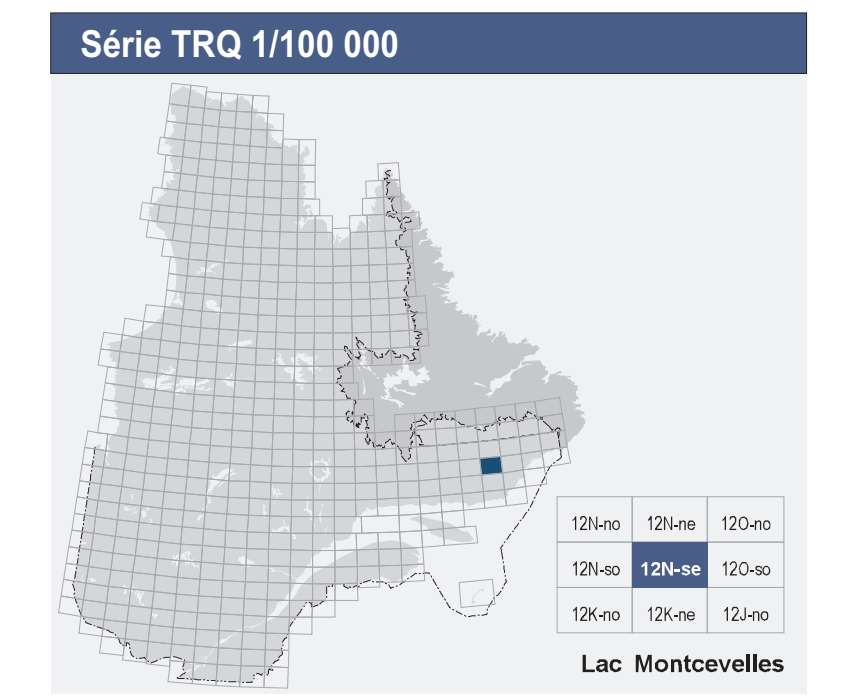 Série TRQ 1/100 000
12N-no 12N-ne 12O-no
12N-so 12N-se 12O-so
12K-no 12K-ne 12J-no
Lac Montcevelles